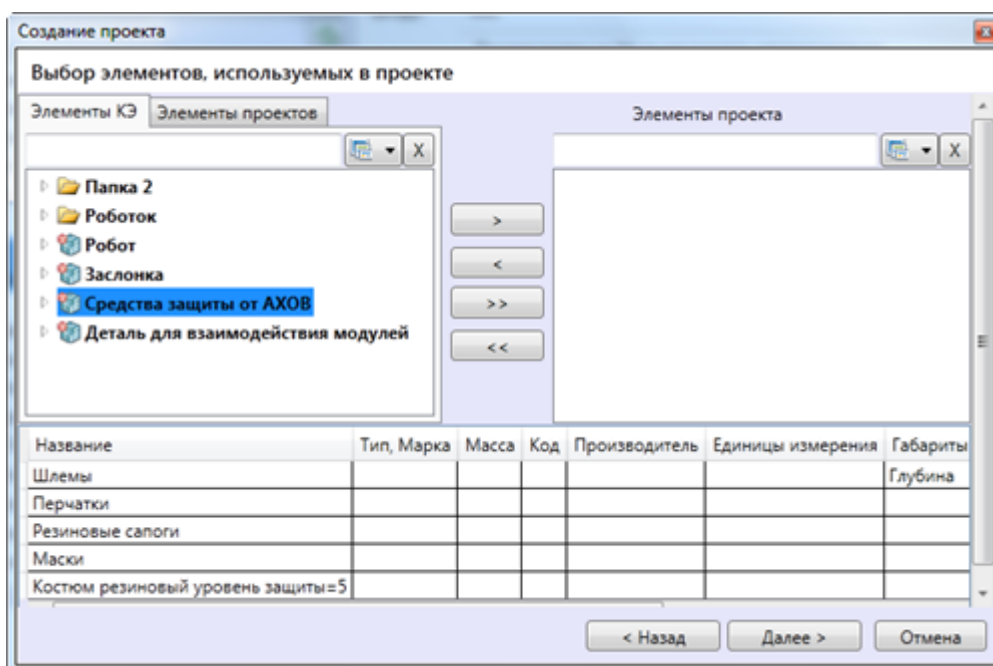 Создание проекта
Выбор элементов, используемых в проекте
Элементы КЭ Элементы проектов
Элементы проекта
X
X
Папка 2
Роботок
Робот
Заслонка
Средства защиты от АХОВ
Деталь для взаимодействия модулей
>
<
>>
<<
Название Тип, Марка Масса Код Производитель Единицы измерения Габариты
Шлемы Глубина
Перчатки
Резиновые сапоги
Маски
Костюм резиновый уровень защиты=5
< Назад Далее > Отмена